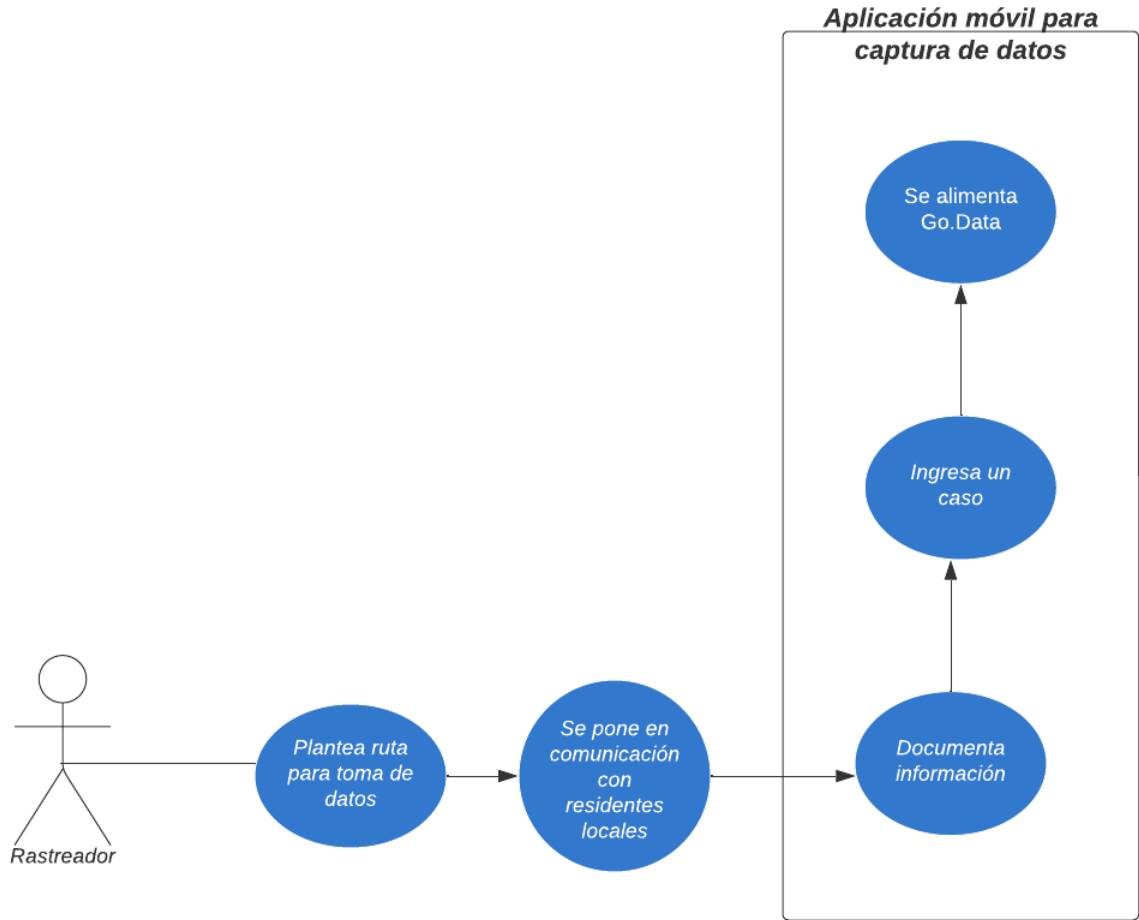 Aplicación móvil para
captura de datos
Se alimenta
Go.Data
Ingresa un
caso
Documenta
información
Se pone en
comunicación
con
residentes
locales
Plantea ruta
para toma de
datos
Rastreador